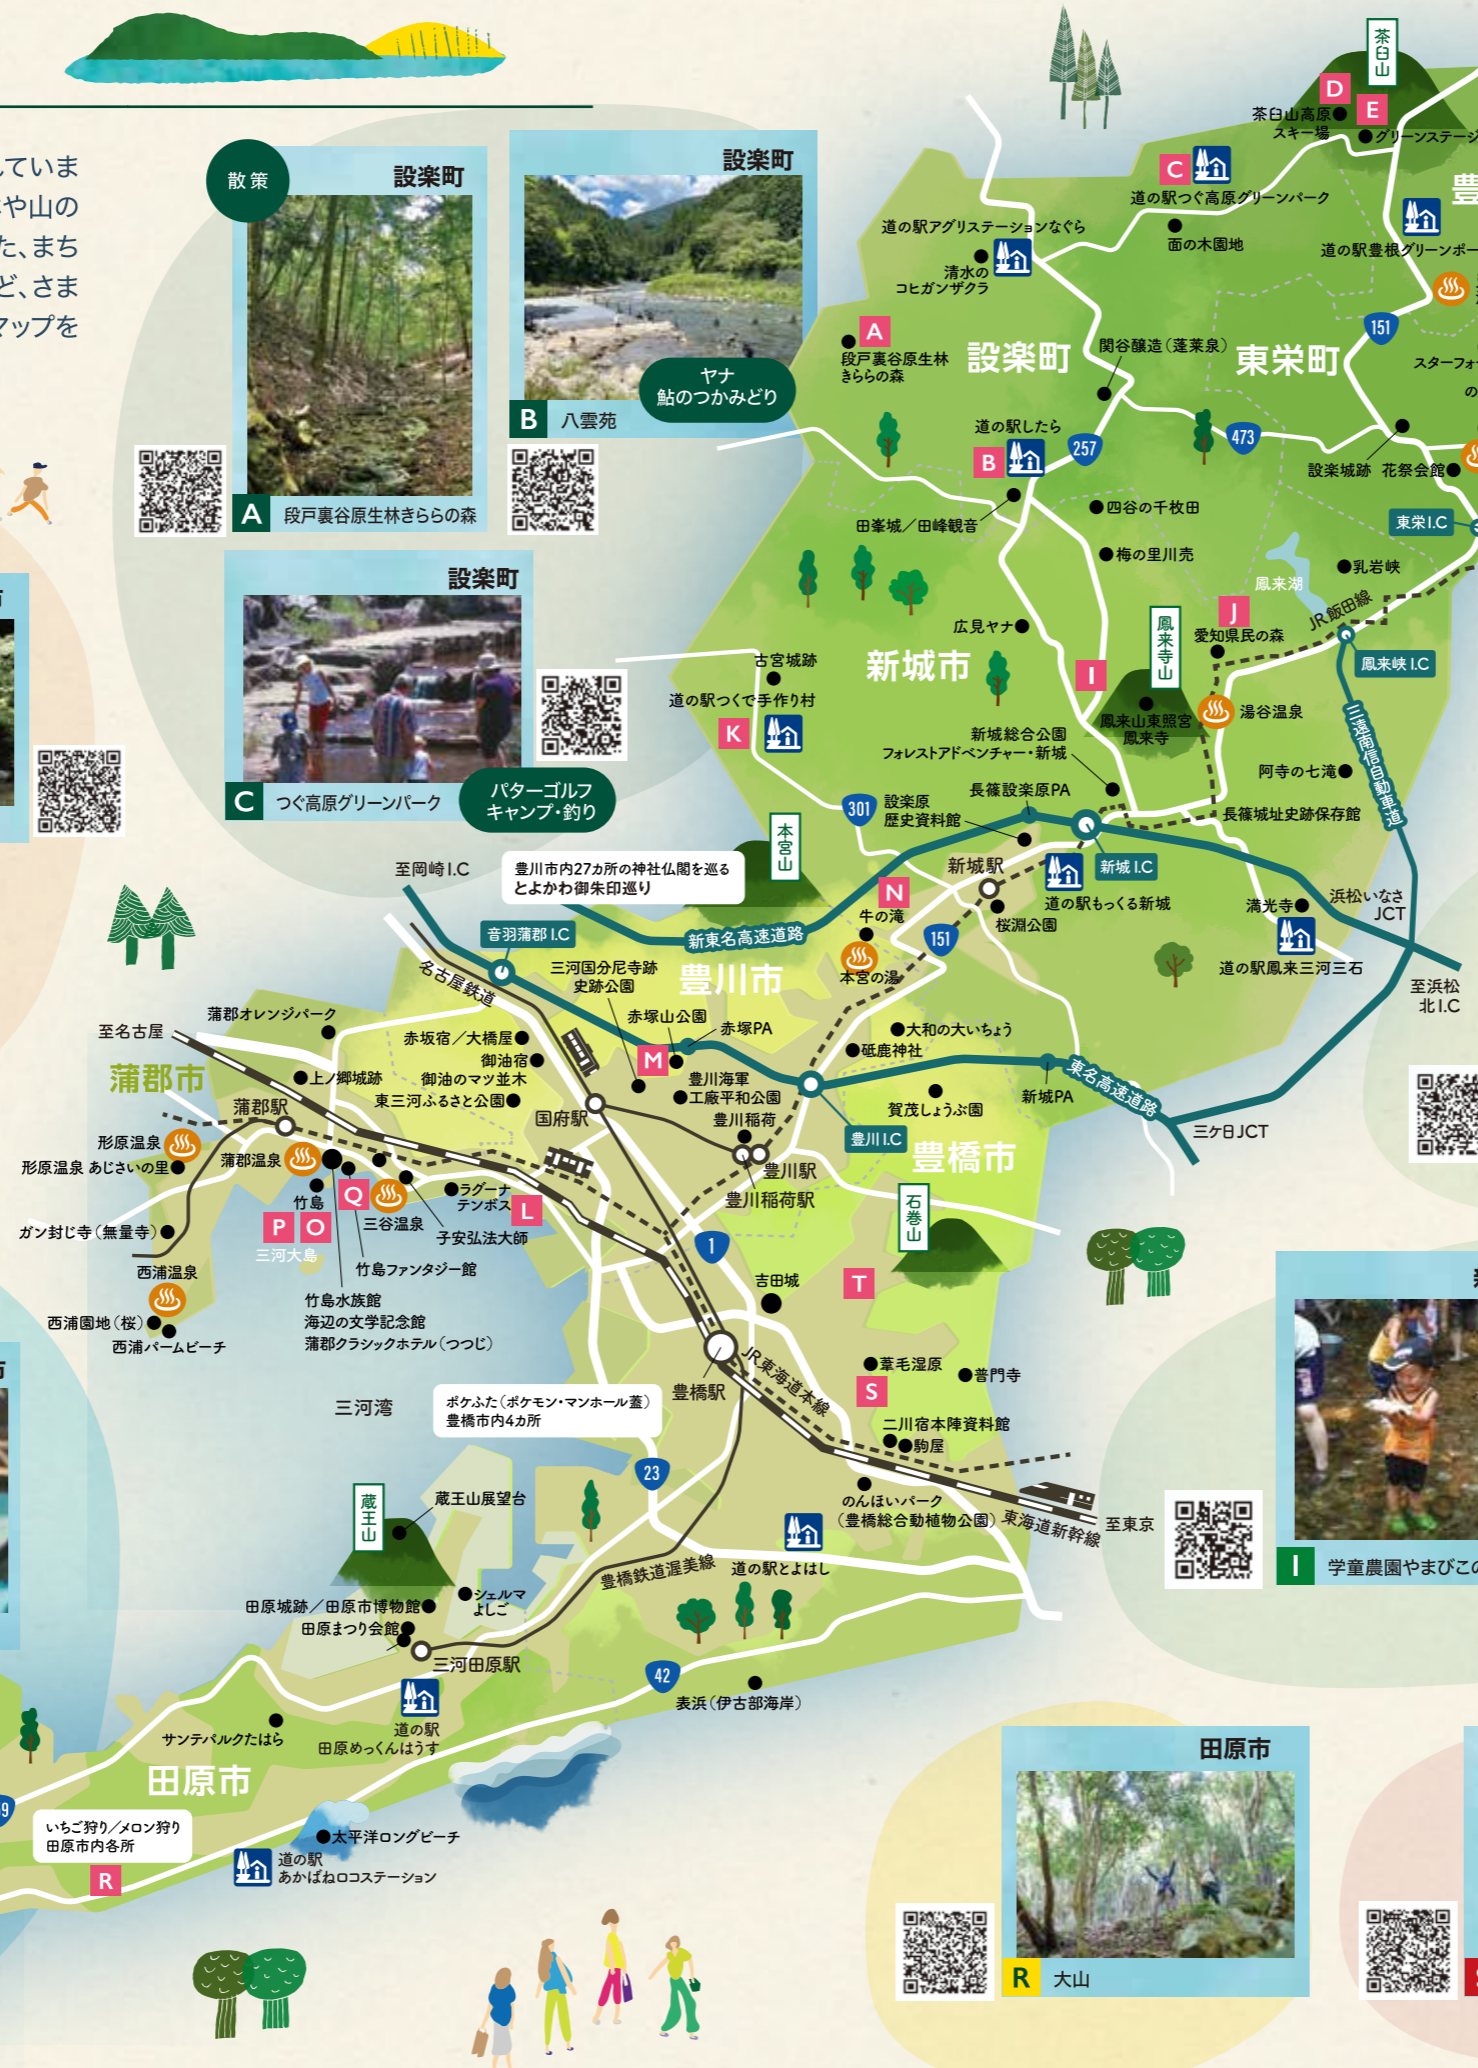 していま
や山の
た、まち
ど、さま
マップを
散策
設楽町
A 段戸裏谷原生林きららの森
設楽町
ヤナ
鮎のつかみどり
B 八雲苑
設楽町
C つぐ高原グリーンパーク
パターゴルフ
キャンプ・釣り
茶臼山
D
E
茶臼山高原
スキー場
グリーンステージ
C
道の駅つぐ高原グリーンパーク
面の木園地
道の駅アグリステーションなぐら
清水の
コヒガンザクラ
道の駅豊根グリーンポー
豊
151
A
段戸裏谷原生林
きららの森
設楽町
関谷醸造(蓬莱泉)
東栄町
スターフォー
の
道の駅したら
B
257
473
設楽城跡
花祭会館
田峯城/田峰観音
四谷の千枚田
東栄I.C
梅の里川売
乳岩峡
鳳来湖
JR飯田線
広見ヤナ
鳳来寺山
J
愛知県民の森
鳳来峡I.C
古宮城跡
新城市
I
道の駅つくで手作り村
K
鳳来山東照宮
鳳来寺
湯谷温泉
新城総合公園
フォレストアドベンチャー・新城
三遠南信自動車道
阿寺の七滝
長篠設楽原PA
301
設楽原
歴史資料館
長篠城址史跡保存館
本宮山
新城駅
新城I.C
至岡崎I.C
豊川市内27カ所の神社仏閣を巡る
とよかわ御朱印巡り
N
牛の滝
道の駅もっくる新城
桜淵公園
満光寺
浜松いなさ
JCT
音羽蒲郡I.C
新東名高速道路
151
道の駅鳳来三河三石
名古屋鉄道
三河国分尼寺跡
史跡公園
豊川市
本宮の湯
至浜松
北I.C
蒲郡オレンジパーク
至名古屋
赤坂宿/大橋屋
赤塚山公園
赤塚PA
大和の大いちょう
御油宿
御油のマツ並木
M
砥鹿神社
蒲郡市
上ノ郷城跡
東三河ふるさと公園
豊川海軍
工廠平和公園
賀茂しょうぶ園
新城PA
東名高速道路
蒲郡駅
国府駅
豊川稲荷
豊川I.C
三ケ日JCT
形原温泉
形原温泉 あじさいの里
蒲郡温泉
豊川駅
豊橋市
竹島
Q
ラグーナ
テンボス
L
豊川稲荷駅
石巻山
P
O
三谷温泉
子安弘法大師
ガン封じ寺(無量寺)
三河大島
竹島ファンタジー館
1
西浦温泉
竹島水族館
海辺の文学記念館
蒲郡クラシックホテル(つつじ)
吉田城
T
西浦園地(桜)
西浦パームビーチ
JR東海道本線
葦毛湿原
普門寺
豊橋駅
S
三河湾
ポケふた(ポケモン・マンホール蓋)
豊橋市内4カ所
二川宿本陣資料館
駒屋
23
のんほいパーク
(豊橋総合動植物公園)
東海道新幹線
至東京
蔵王山
蔵王山展望台
I 学童農園やまびこの
豊橋鉄道渥美線
道の駅とよはし
田原城跡/田原市博物館
シェルマ
よしご
田原まつり会館
三河田原駅
42
表浜(伊古部海岸)
道の駅
田原めっくんはうす
サンテパルクたはら
田原市
田原市
いちご狩り/メロン狩り
田原市内各所
R
太平洋ロングビーチ
道の駅
あかばねロコステーション
R 大山